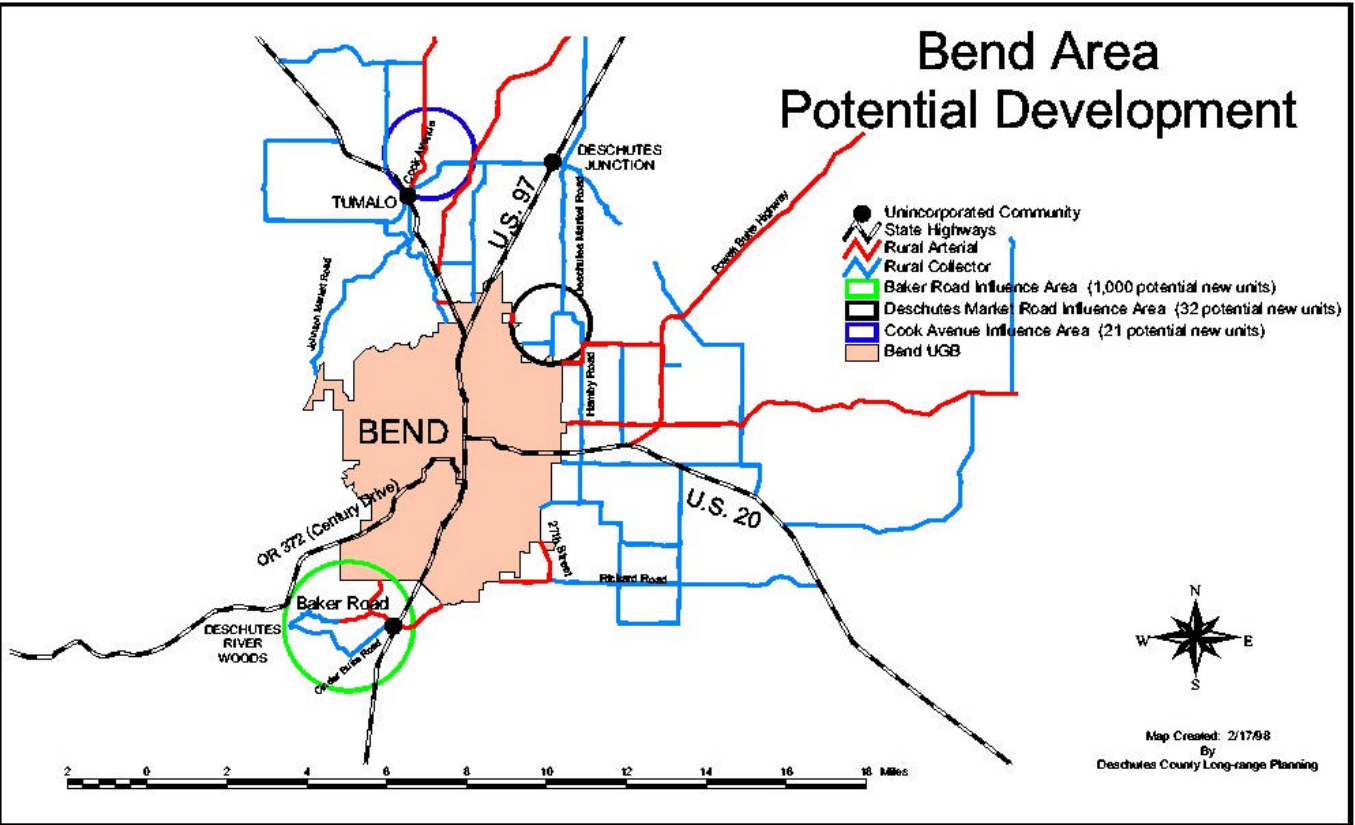 Bend Area
Potential Development
Cook Avenue
DESCHUTES
JUNCTION
TUMALO
U.S. 97
Deschutes Market Road
Powell Butte Highway
Unincorporated Community
State Highways
Rural Arterial
Rural Collector
Baker Road Influence Area (1,000 potential new units)
Deschutes Market Road Influence Area (32 potential new units)
Cook Avenue Influence Area (21 potential new units)
Bend UGB
Johnson Market Road
Hamby Road
BEND
U.S. 20
OR 372 (Century Drive)
27th Street
Rickard Road
Baker Road
DESCHUTES
RIVER
WOODS
Cinder Butte Road
N
W E
S
Map Created: 2/17/98
By
Deschutes County Long-range Planning
2 0 2 4 6 8 10 12 14 16 18 Miles